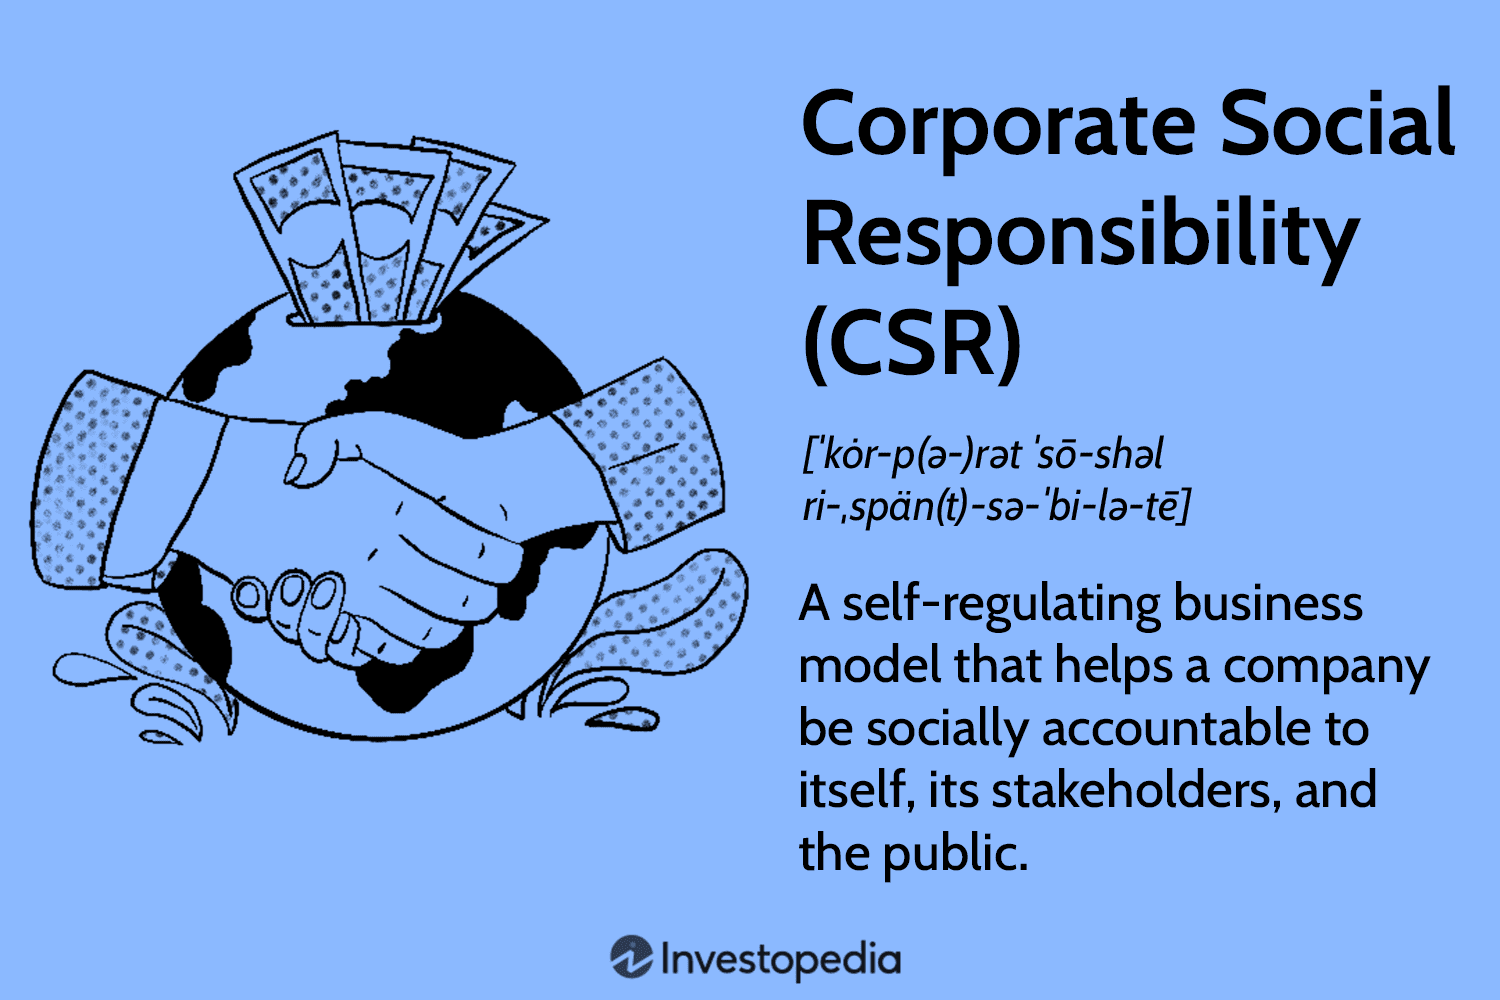 Corporate Social
Responsibility
(CSR)
[ˈkȯr-p(ə-)rət ˈsō-shəl
ri-ˌspän(t)-sə-ˈbi-lə-tē]
A self-regulating business
model that helps a company
be socially accountable to
itself, its stakeholders, and
the public.
Investopedia